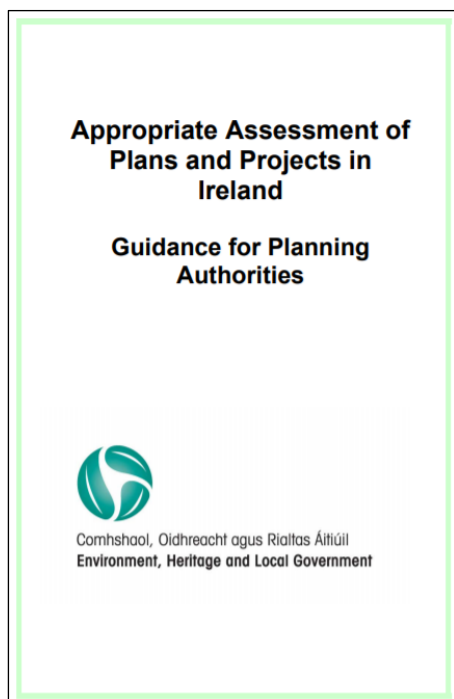 Appropriate Assessment of
Plans and Projects in
Ireland
Guidance for Planning
Authorities
Comhshaol, Oidhreacht agus Rialtas Áitiúil
Environment, Heritage and Local Government